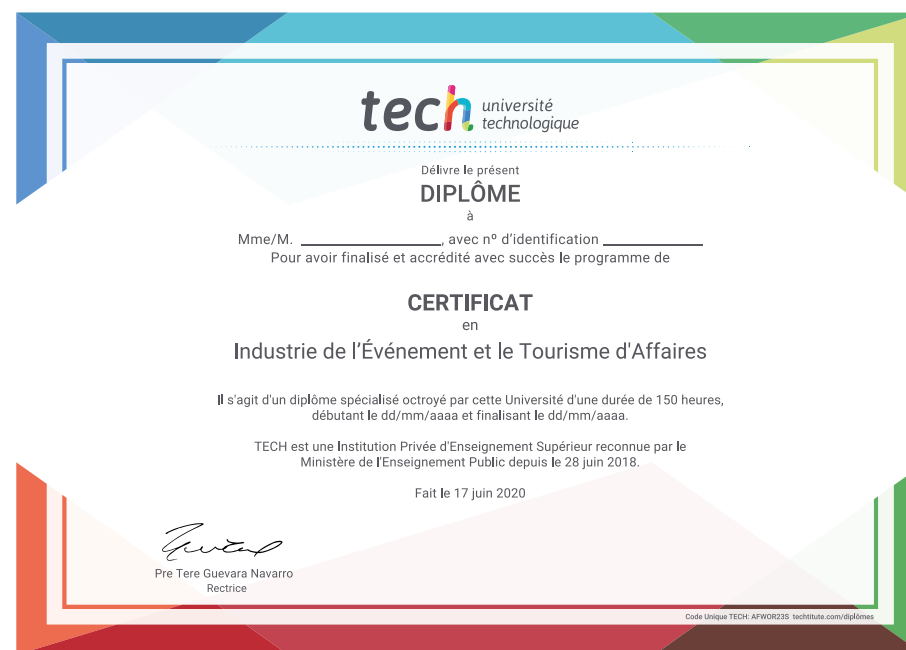 tech université
technologique
Délivre le présent
DIPLÔME
à
Mme/M. ____________________, avec nº d'identification ______________
Pour avoir finalisé et accrédité avec succès le programme de
CERTIFICAT
en
Industrie de l'Événement et le Tourisme d'Affaires
Il s'agit d'un diplôme spécialisé octroyé par cette Université d'une durée de 150 heures,
débutant le dd/mm/aaaa et finalisant le dd/mm/aaaa.
TECH est une Institution Privée d'Enseignement Supérieur reconnue par le
Ministère de l'Enseignement Public depuis le 28 juin 2018.
Fait le 17 juin 2020
Pre Tere Guevara Navarro
Rectrice
Code Unique TECH: AFWOR23S techtitute.com/diplômes